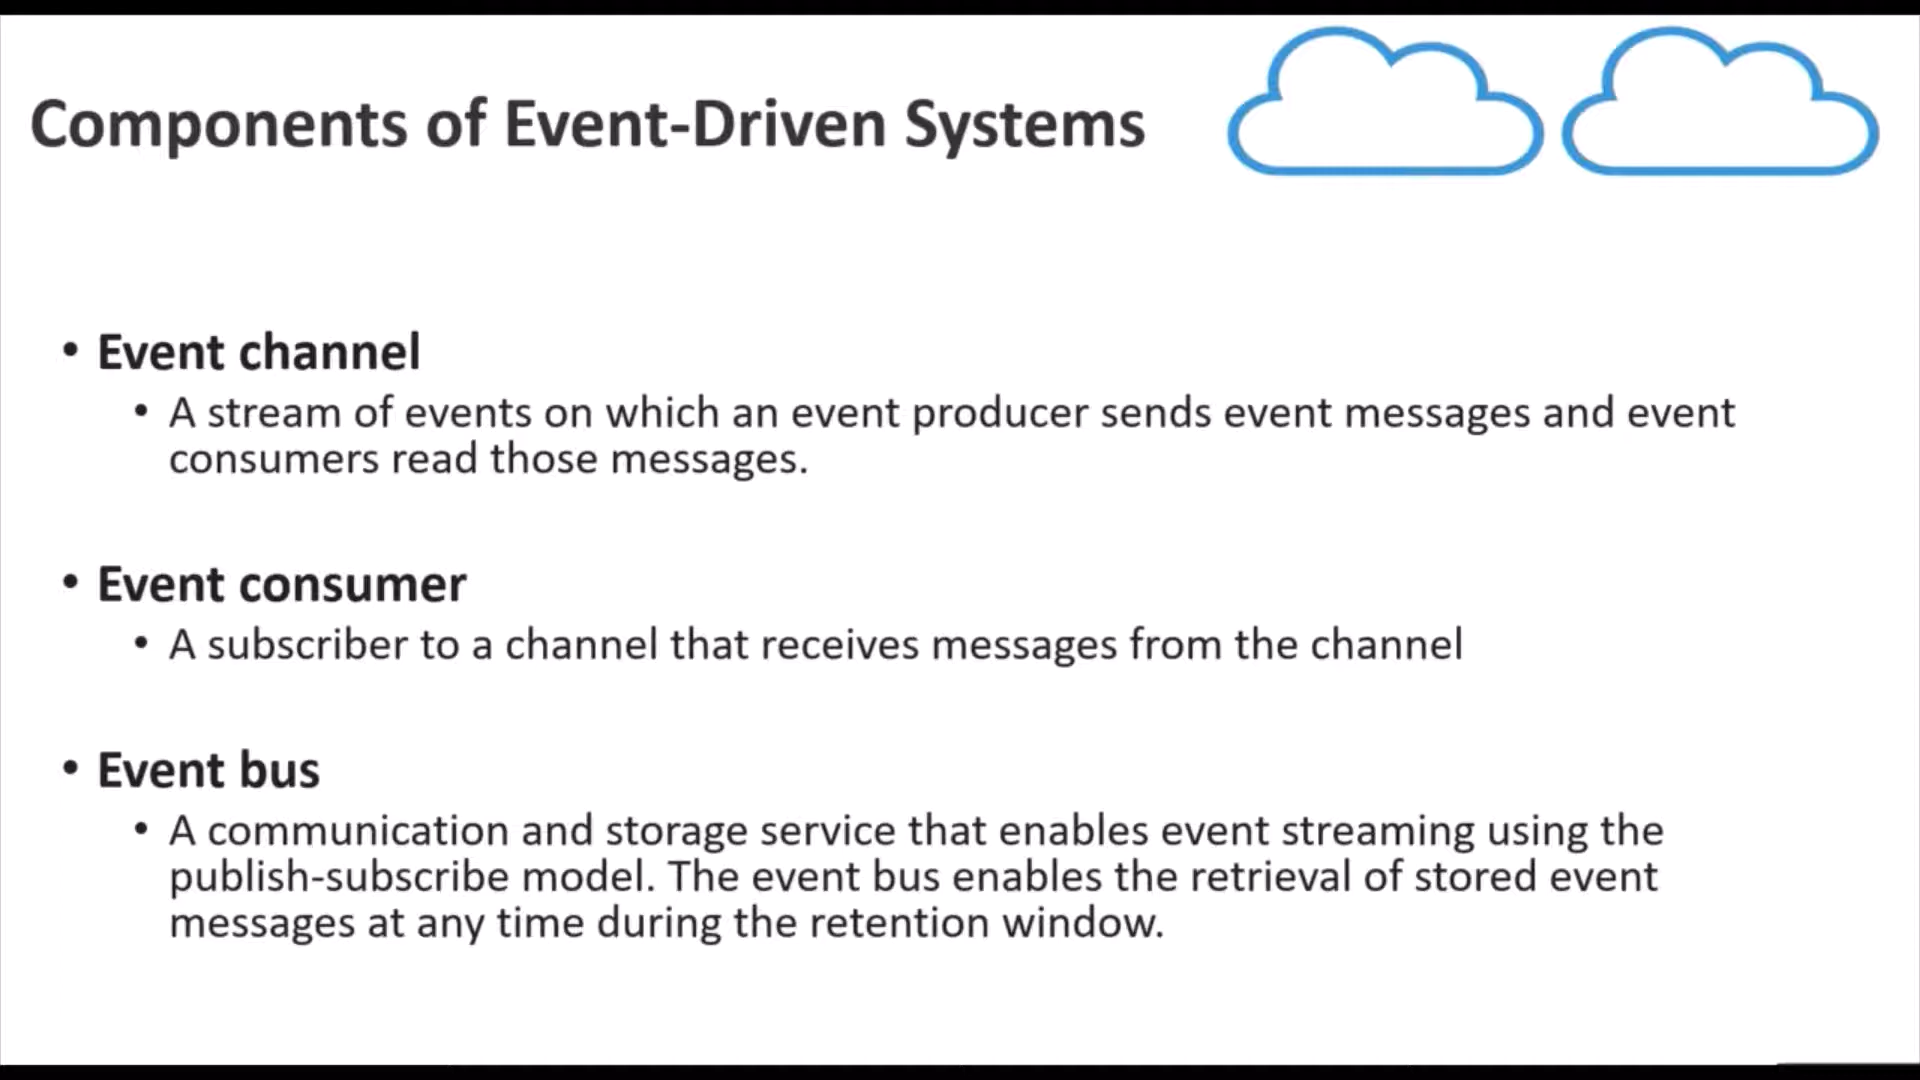 Components of Event-Driven Systems
• Event channel
• A stream of events on which an event producer sends event messages and event
consumers read those messages.
• Event consumer
• A subscriber to a channel that receives messages from the channel
• Event bus
• A communication and storage service that enables event streaming using the
publish-subscribe model. The event bus enables the retrieval of stored event
messages at any time during the retention window.